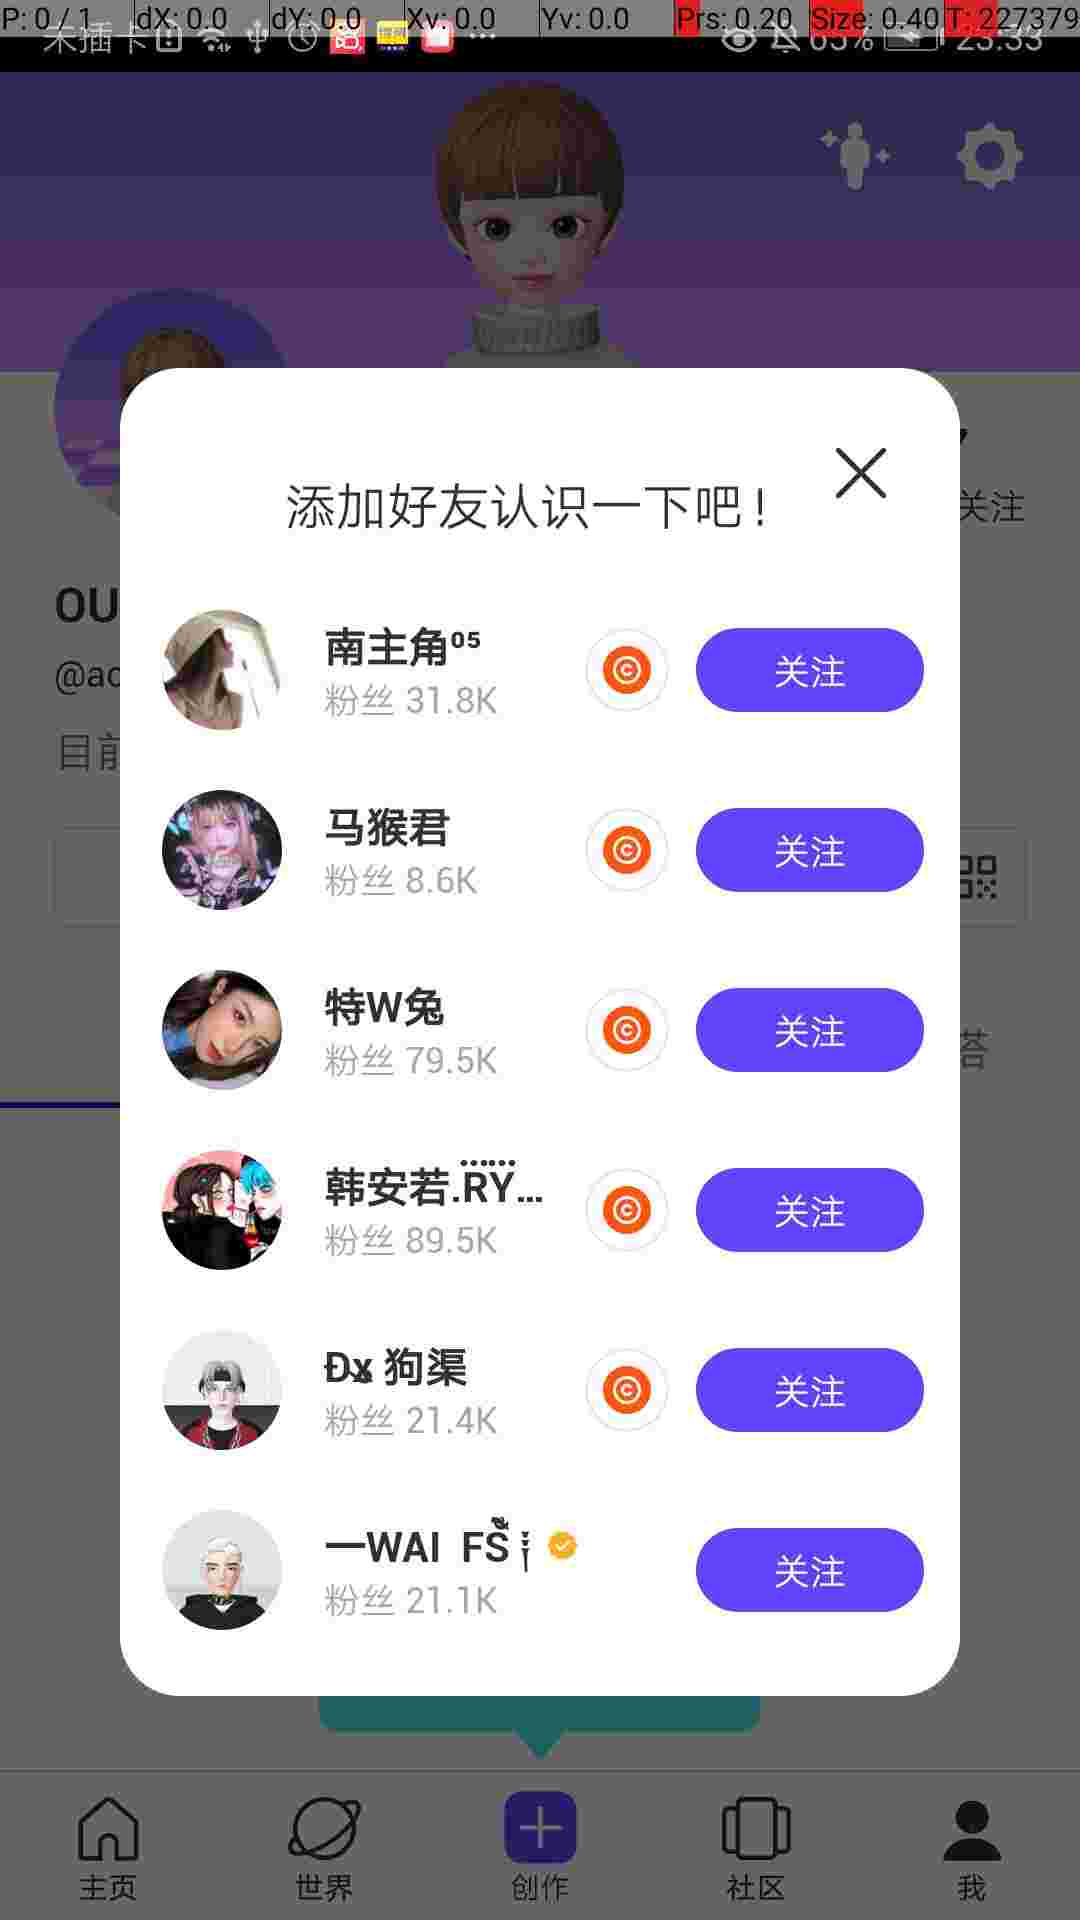 P: 0 / 1 dX: 0.0 dY: 0.0 Xv: 0.0 Yv: 0.0 Prs: 0.20 Size: 0.40 T: 227379
未插卡 63% 23:33
关注
添加好友认识一下吧!
OU
@ac
目前
南主角⁰⁵
粉丝 31.8K
关注
马猴君
粉丝 8.6K
关注
特W兔
粉丝 79.5K
关注
答
韩安若.RY...
粉丝 89.5K
关注
狗渠
粉丝 21.4K
关注
一WAI FS
粉丝 21.1K
关注
主页 世界 创作 社区 我